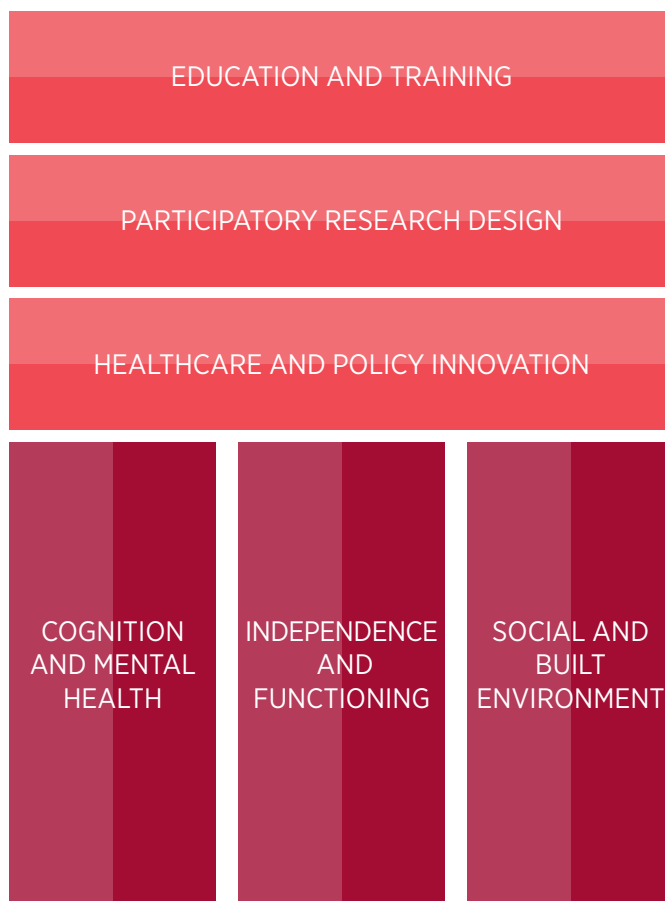 EDUCATION AND TRAINING
PARTICIPATORY RESEARCH DESIGN
HEALTHCARE AND POLICY INNOVATION
COGNITION
AND MENTAL
HEALTH
INDEPENDENCE
AND
FUNCTIONING
SOCIAL AND
BUILT
ENVIRONMENT